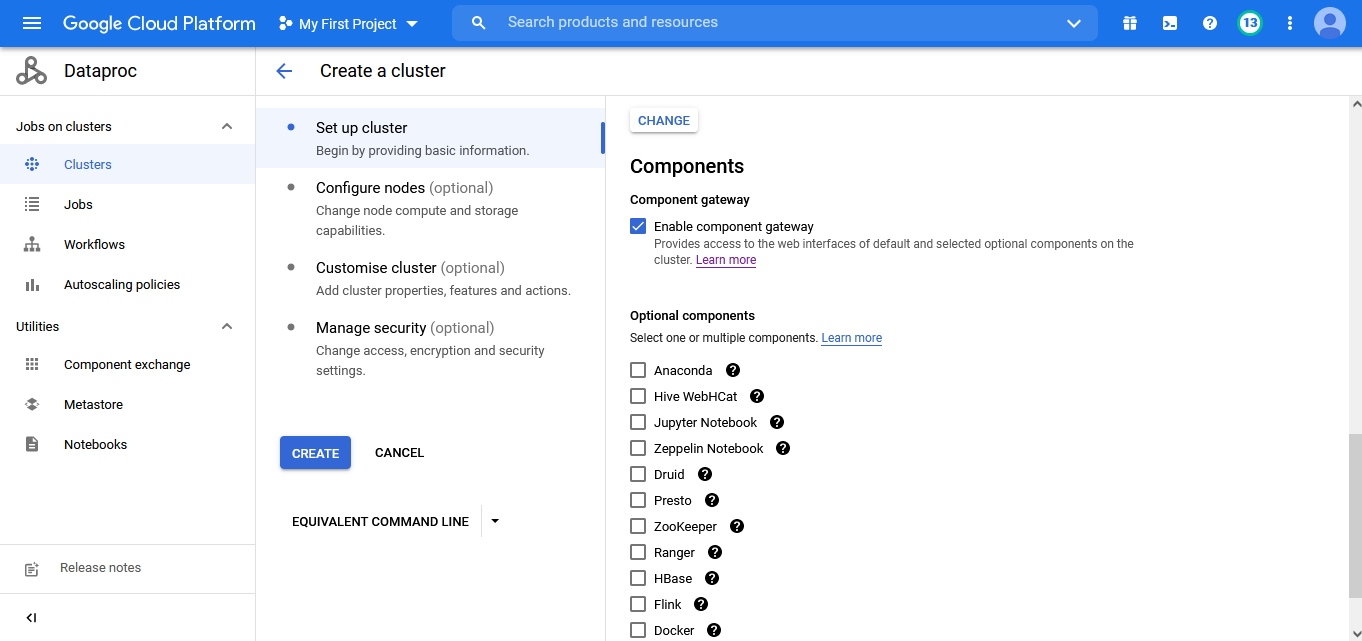 Google Cloud Platform
My First Project
Search products and resources
13
Dataproc
Create a cluster
Jobs on clusters
Clusters
Jobs
Workflows
Autoscaling policies
Utilities
Component exchange
Metastore
Notebooks
Release notes
Set up cluster
Begin by providing basic information.
Configure nodes (optional)
Change node compute and storage
capabilities.
Customise cluster (optional)
Add cluster properties, features and actions.
Manage security (optional)
Change access, encryption and security
settings.
CREATE
CANCEL
EQUIVALENT COMMAND LINE
CHANGE
Components
Component gateway
Enable component gateway
Provides access to the web interfaces of default and selected optional components on the
cluster. Learn more
Optional components
Select one or multiple components. Learn more
Anaconda
Hive WebHCat
Jupyter Notebook
Zeppelin Notebook
Druid
Presto
ZooKeeper
Ranger
HBase
Flink
Docker